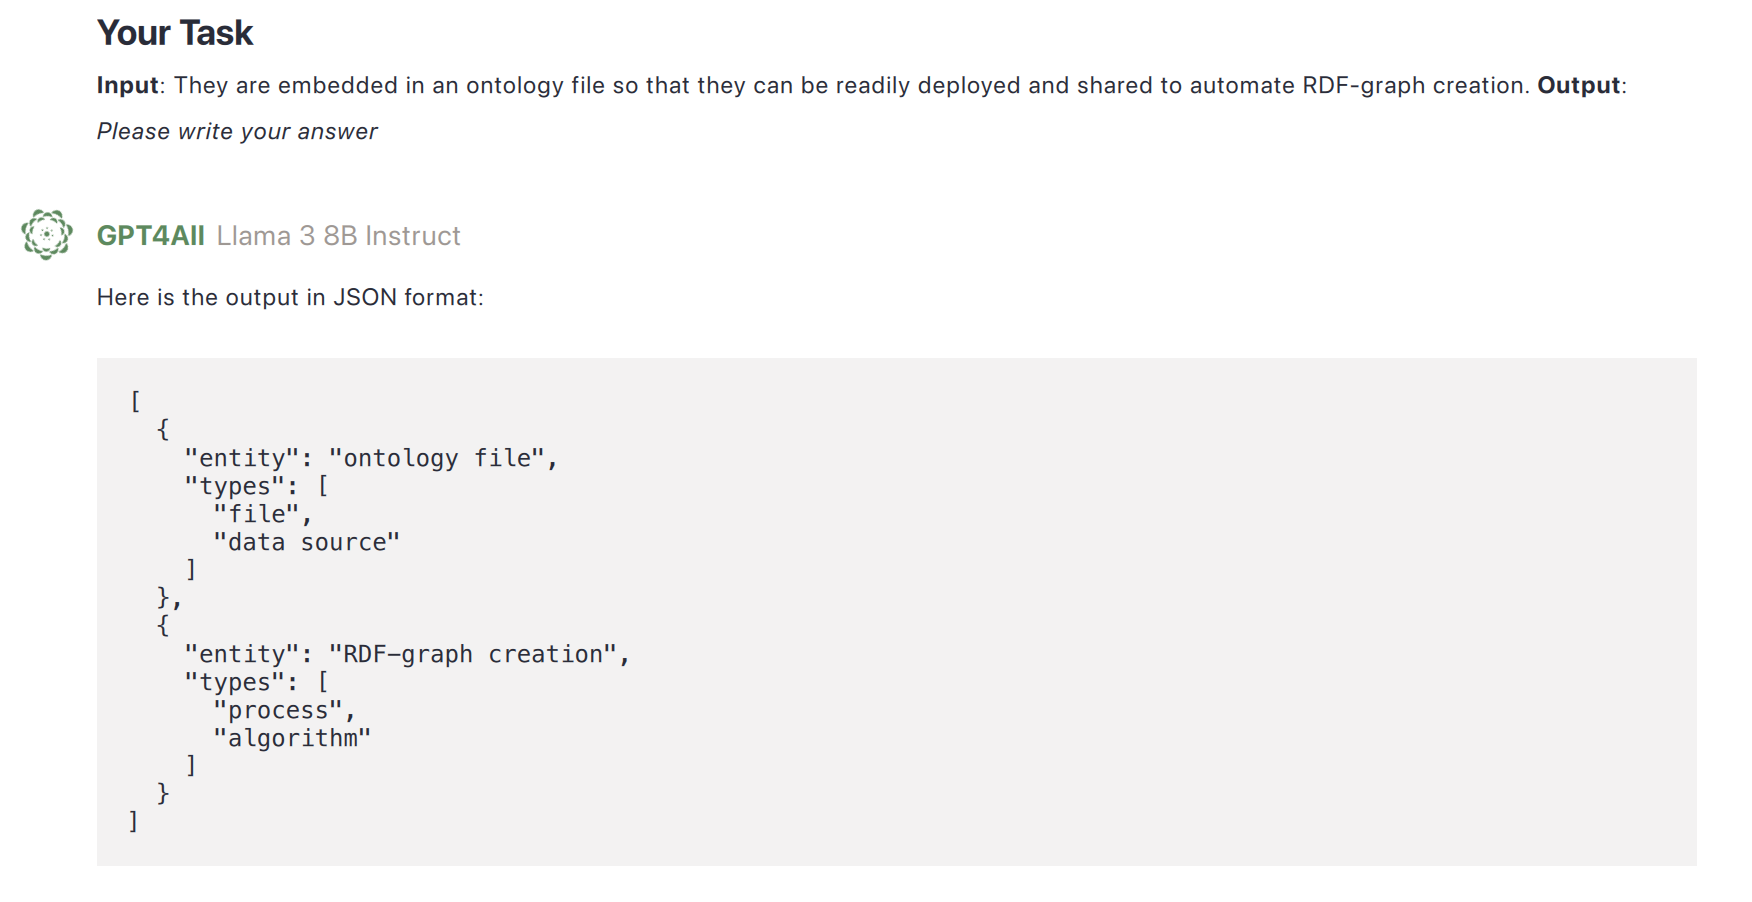 Your Task
Input: They are embedded in an ontology file so that they can be readily deployed and shared to automate RDF-graph creation. Output:
Please write your answer
GPT4All Llama 3 8B Instruct
Here is the output in JSON format:
[
  {
    "entity": "ontology file",
    "types": [
      "file",
      "data source"
    ]
  },
  {
    "entity": "RDF-graph creation",
    "types": [
      "process",
      "algorithm"
    ]
  }
]